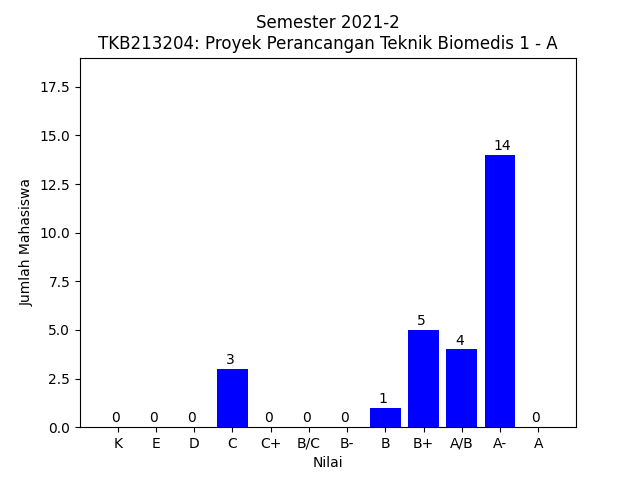 Semester 2021-2
TKB213204: Proyek Perancangan Teknik Biomedis 1 - A
17.5
15.0
12.5
10.0
7.5
5.0
2.5
0.0
Jumlah Mahasiswa
0 0 0 3 0 0 0 1 5 4 14 0
K E D C C+ B/C B- B B+ A/B A- A
Nilai